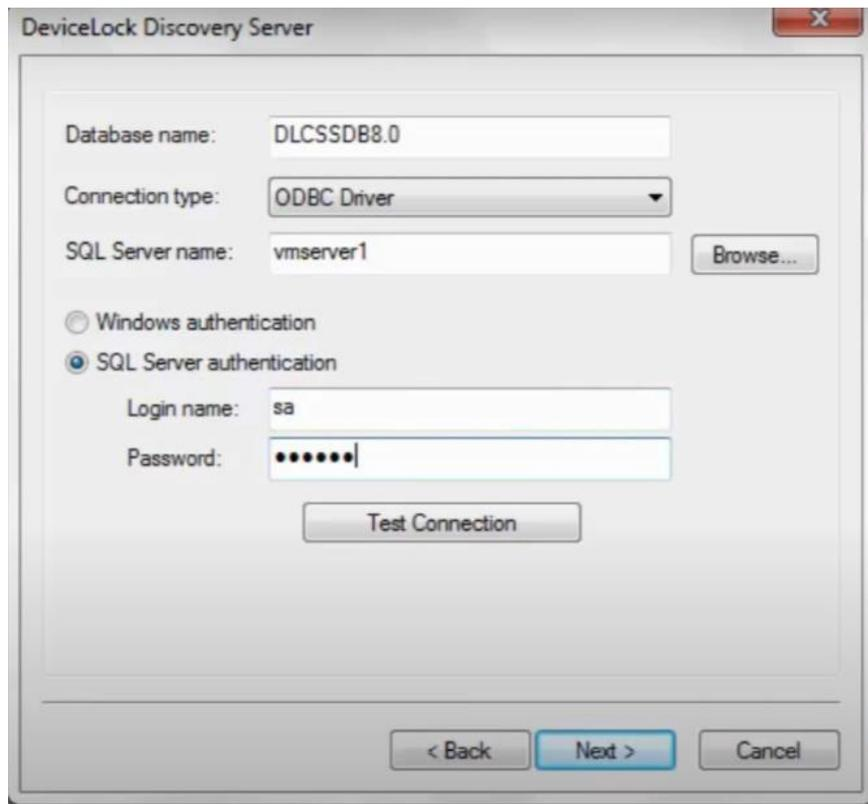 DeviceLock Discovery Server
Database name: DLCSSDB8.0
Connection type: ODBC Driver
SQL Server name: vmserver1 Browse...
Windows authentication
SQL Server authentication
Login name: sa
Password: ••••••
Test Connection
< Back Next > Cancel